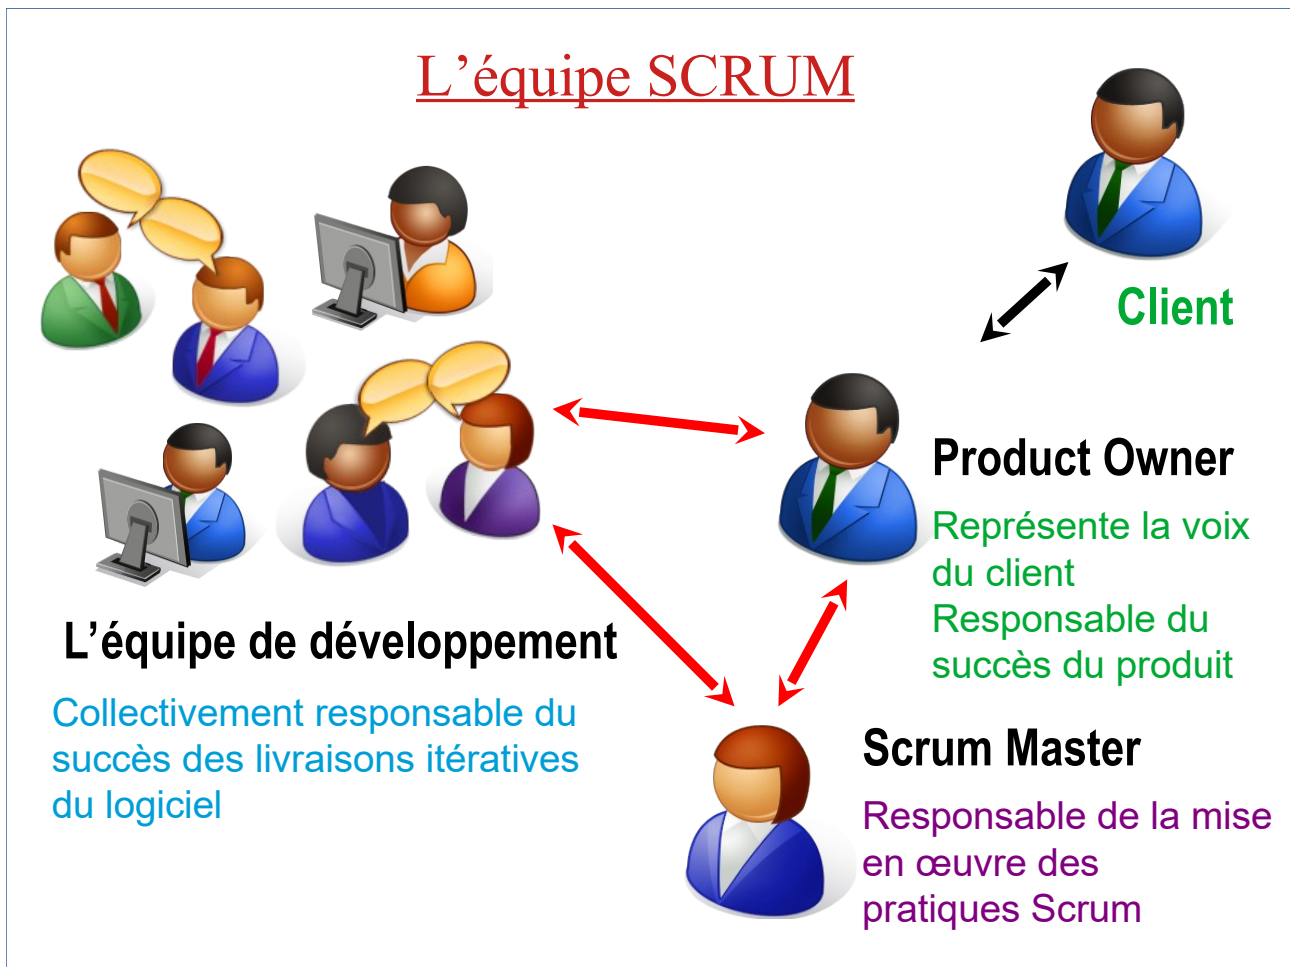 L’équipe SCRUM
Client
Product Owner
Représente la voix
du client
Responsable du
succès du produit
L’équipe de développement
Collectivement responsable du
succès des livraisons itératives
du logiciel
Scrum Master
Responsable de la mise
en œuvre des
pratiques Scrum